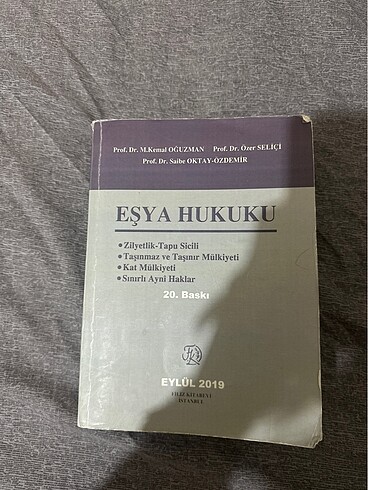 Prof. Dr. M.Kemal OĞUZMAN Prof. Dr. Özer SELİÇİ
Prof. Dr. Saibe OKTAY-ÖZDEMİR
EŞYA HUKUKU
• Zilyetlik-Tapu Sicili
• Taşınmaz ve Taşınır Mülkiyeti
• Kat Mülkiyeti
• Sınırlı Ayni Haklar
20. Baskı
EYLÜL 2019
FİLİZ KİTABEVİ
İSTANBUL